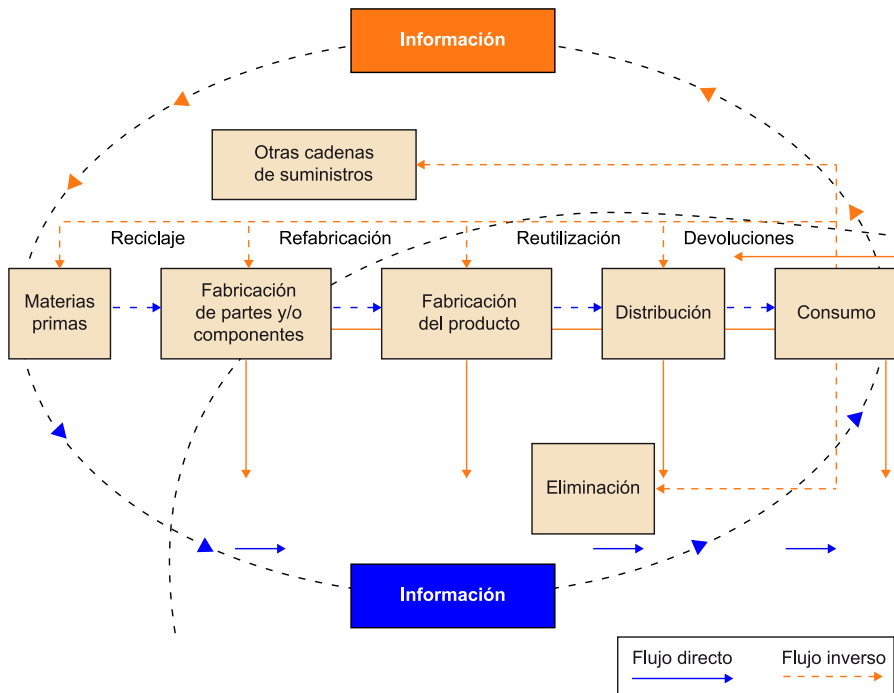 Información
Otras cadenas
de suministros
Reciclaje
Refabricación
Reutilización
Devoluciones
Materias
primas
Fabricación
de partes y/o
componentes
Fabricación
del producto
Distribución
Consumo
Eliminación
Información
Flujo directo
Flujo inverso